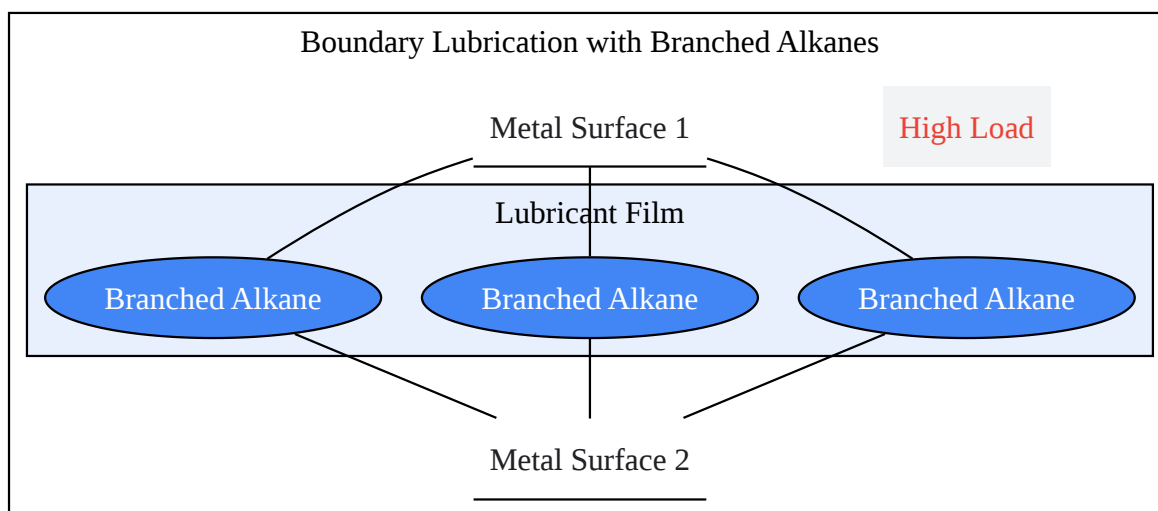 Boundary Lubrication with Branched Alkanes
Metal Surface 1
High Load
Lubricant Film
Branched Alkane
Branched Alkane
Branched Alkane
Metal Surface 2